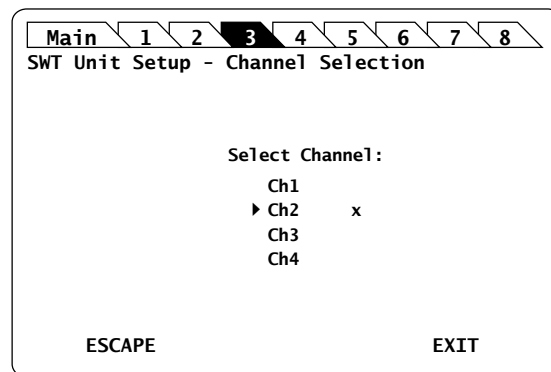 Main 1 2 3 4 5 6 7 8
SWT Unit Setup - Channel Selection
Select Channel:
Ch1
Ch2 x
Ch3
Ch4
ESCAPE EXIT